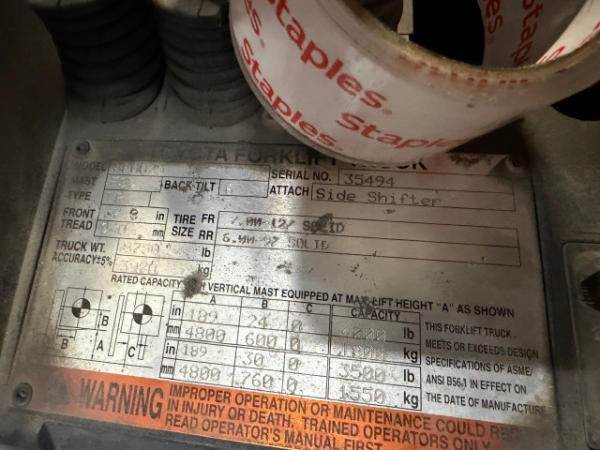 Staples
Staples
Staples
Staples
TOYOTA FORKLIFT TRUCK
MODEL
SERIAL NO. 35494
MAST
BACK TILT
ATTACH Side Shifter
TYPE
FRONT TREAD in mm
TIRE SIZE FR SOLID
RR SOLID
TRUCK WT. lb
ACCURACY±5% kg
RATED CAPACITY VERTICAL MAST EQUIPPED AT MAX LIFT HEIGHT "A" AS SHOWN
A B C CAPACITY
in 189 24 0 lb THIS FORKLIFT TRUCK
mm 4800 600 0 kg MEETS OR EXCEEDS DESIGN
in 189 30 0 3500 lb SPECIFICATIONS OF ASME/
mm 4800 760 0 1550 kg ANSI B56.1 IN EFFECT ON
THE DATE OF MANUFACTURE
B A C B
WARNING
IMPROPER OPERATION OR MAINTENANCE COULD RE
IN INJURY OR DEATH. TRAINED OPERATORS ONLY
READ OPERATOR'S MANUAL FIRST